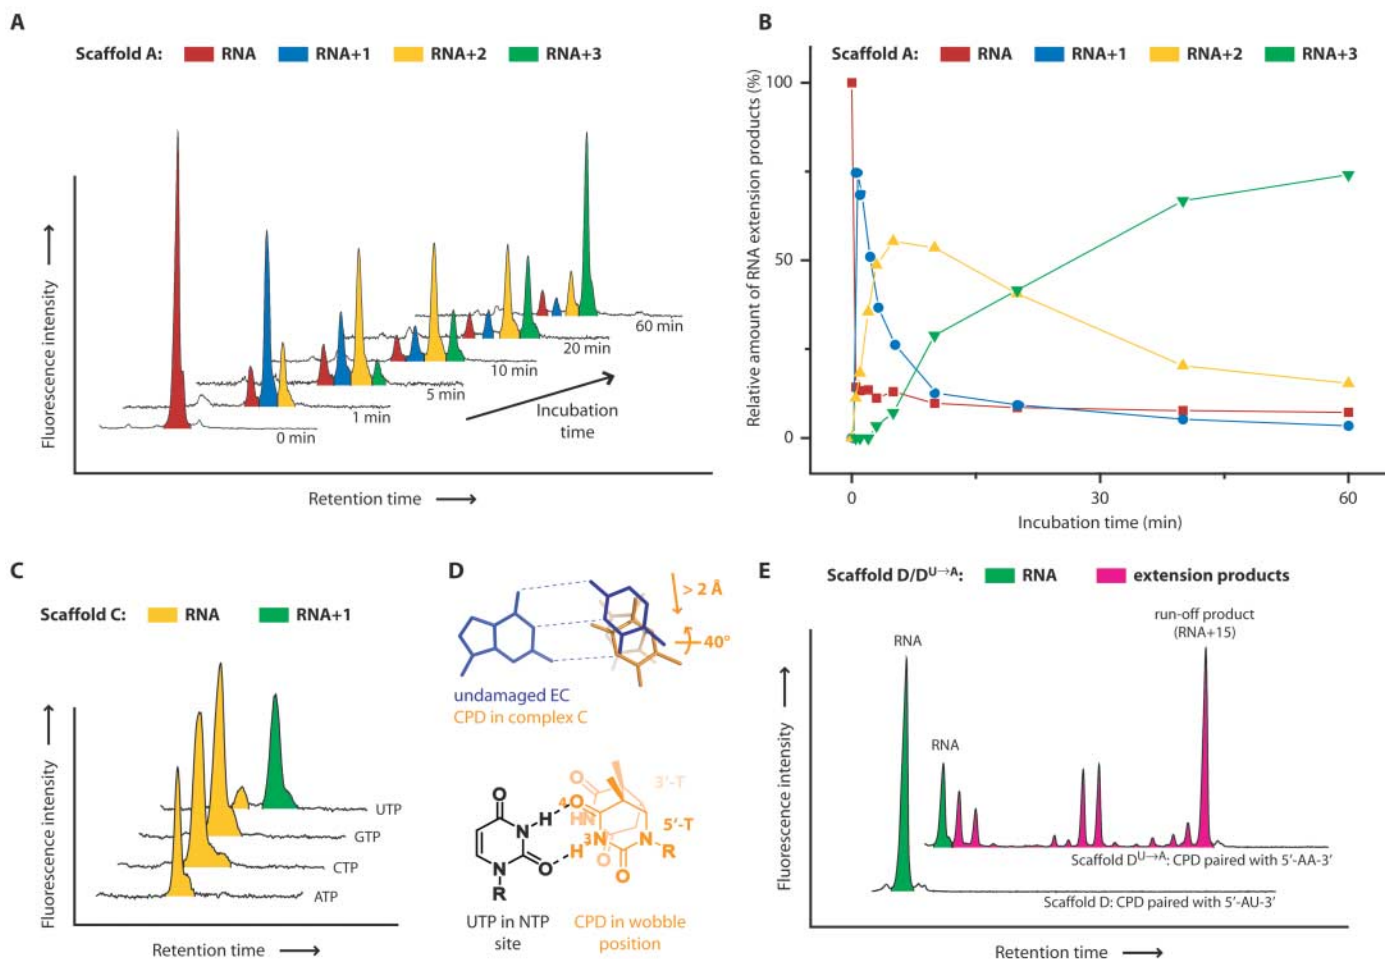 A
Scaffold A: RNA RNA+1 RNA+2 RNA+3
Fluorescence intensity
0 min
1 min
5 min
10 min
20 min
60 min
Incubation
time
Retention time
B
Scaffold A: RNA RNA+1 RNA+2 RNA+3
Relative amount of RNA extension products (%)
100
50
0
0 30 60
Incubation time (min)
C
Scaffold C: RNA RNA+1
Fluorescence intensity
UTP
GTP
CTP
ATP
Retention time
D
> 2 Å
40°
undamaged EC
CPD in complex C
O
N
H
O
N
R
4
O
HN
O
3'-T
5'-T
3
H
N
N
R
O
UTP in NTP
site
CPD in wobble
position
E
Scaffold D/D^U→A: RNA extension products
Fluorescence intensity
RNA
RNA
run-off product
(RNA+15)
Scaffold D^U→A: CPD paired with 5'-AA-3'
Scaffold D: CPD paired with 5'-AU-3'
Retention time